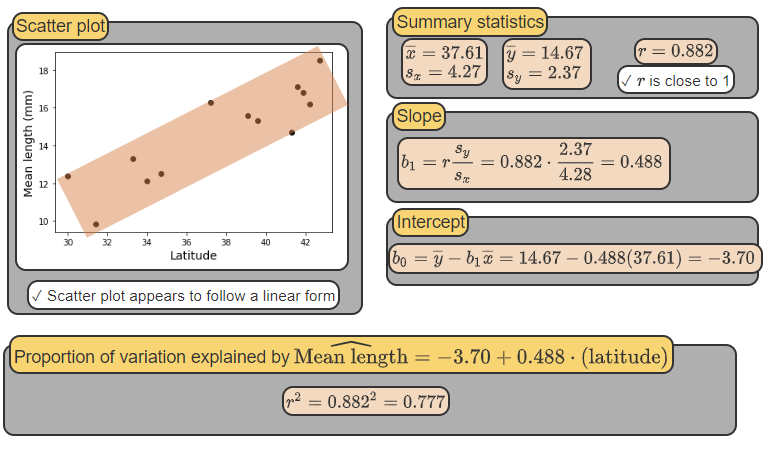 Scatter plot
Mean length (mm)
18
16
14
12
10
30 32 34 36 38 40 42
Latitude
✓ Scatter plot appears to follow a linear form
Summary statistics
x̅ = 37.61
sₓ = 4.27
y̅ = 14.67
s_y = 2.37
r = 0.882
✓ r is close to 1
Slope
b₁ = r s_y/sₓ = 0.882 · 2.37/4.28 = 0.488
Intercept
b₀ = y̅ − b₁x̅ = 14.67 − 0.488(37.61) = −3.70
Proportion of variation explained by Mean lengtĥ = −3.70 + 0.488 · (latitude)
r² = 0.882² = 0.777